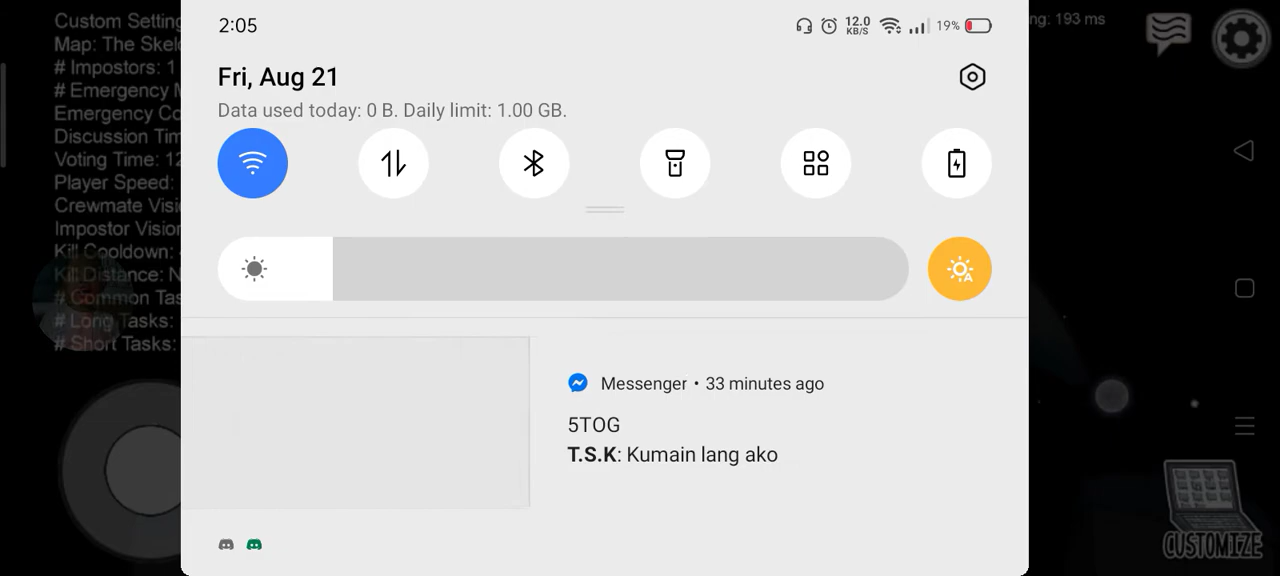 2:05
12.0
KB/S
19%
Fri, Aug 21
Data used today: 0 B. Daily limit: 1.00 GB.
Messenger • 33 minutes ago
5TOG
T.S.K: Kumain lang ako
Custom Setting
Map: The Skel
# Impostors: 1
# Emergency M
Emergency Co
Discussion Tim
Voting Time: 12
Player Speed:
Crewmate Visi
Impostor Vision
Kill Cooldown:
Kill Distance: N
# Common Tas
# Long Tasks:
# Short Tasks:
ng: 193 ms
CUSTOMIZE